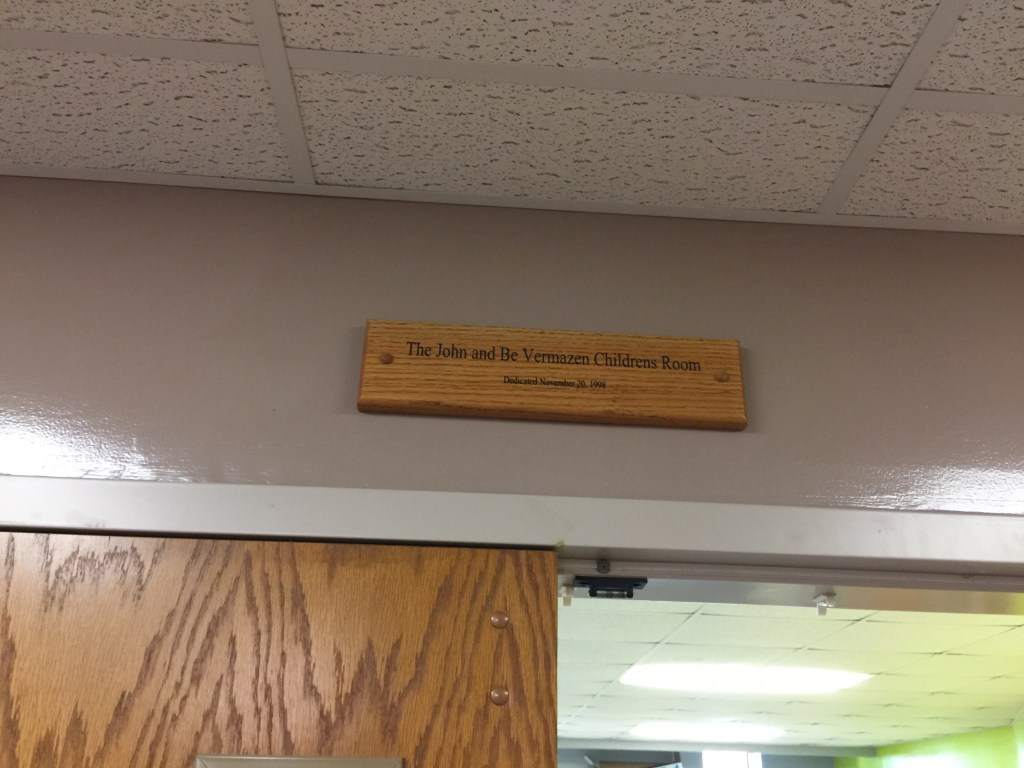 The John and Be Vermazen Childrens Room
Dedicated November 20, 1998